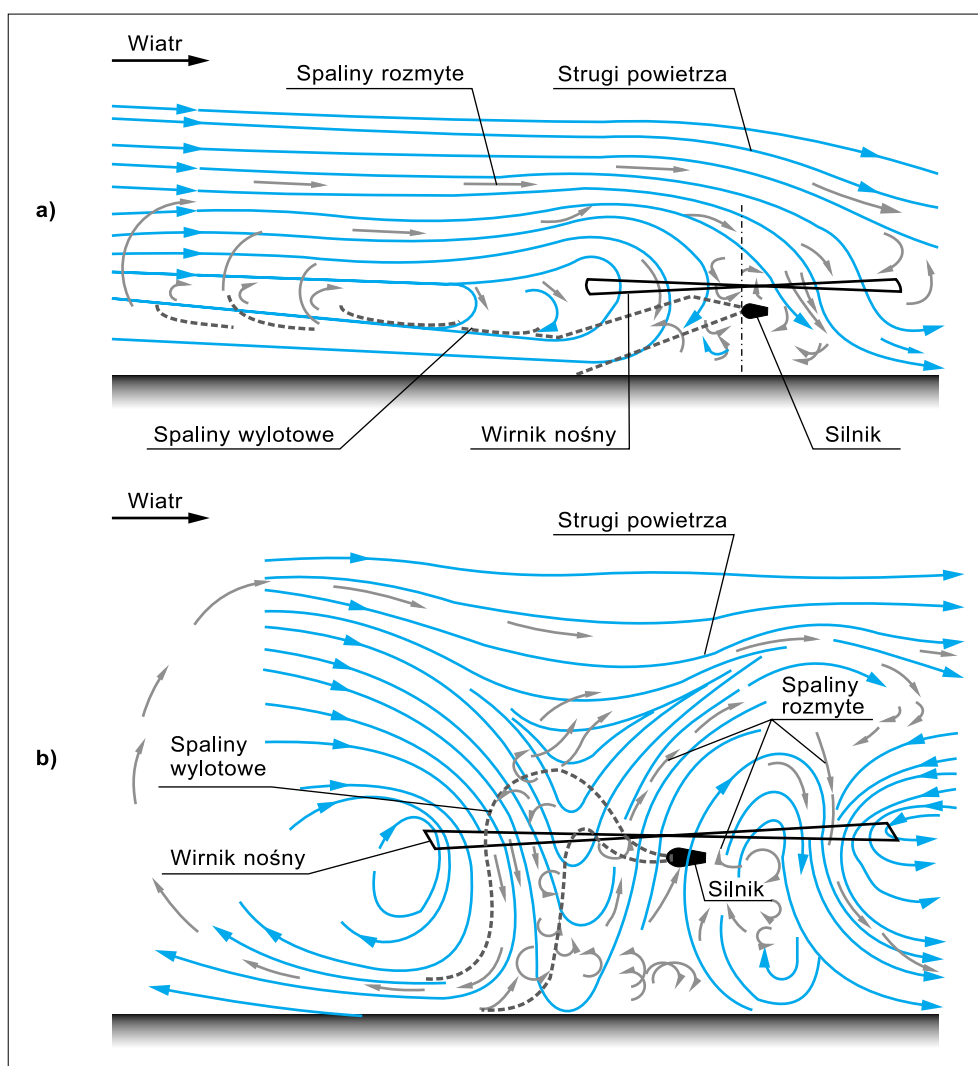 Wiatr
Spaliny rozmyte
Strugi powietrza
a)
Spaliny wylotowe
Wirnik nośny
Silnik
Wiatr
Strugi powietrza
Spaliny
rozmyte
Spaliny
wylotowe
b)
Wirnik nośny
Silnik